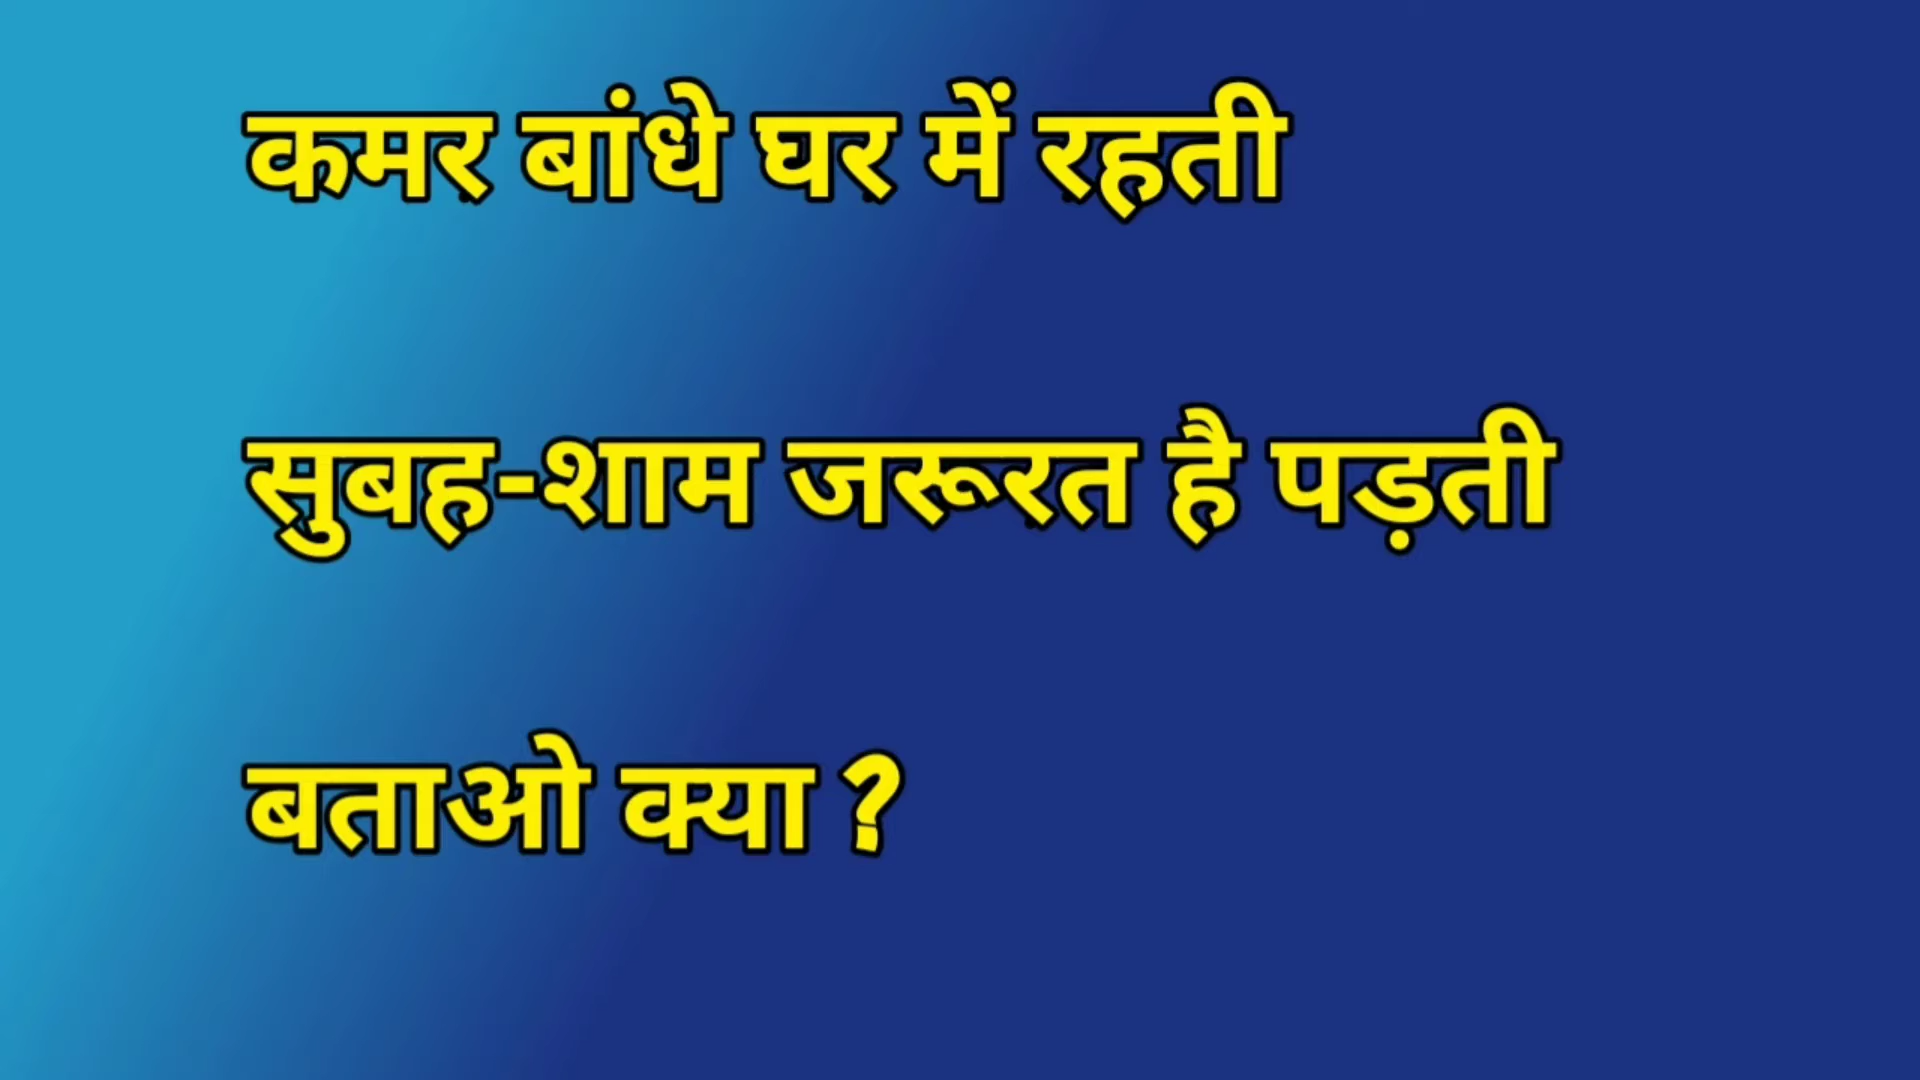 कमर बांधे घर में रहती
सुबह-शाम जरूरत है पड़ती
बताओ क्या ?